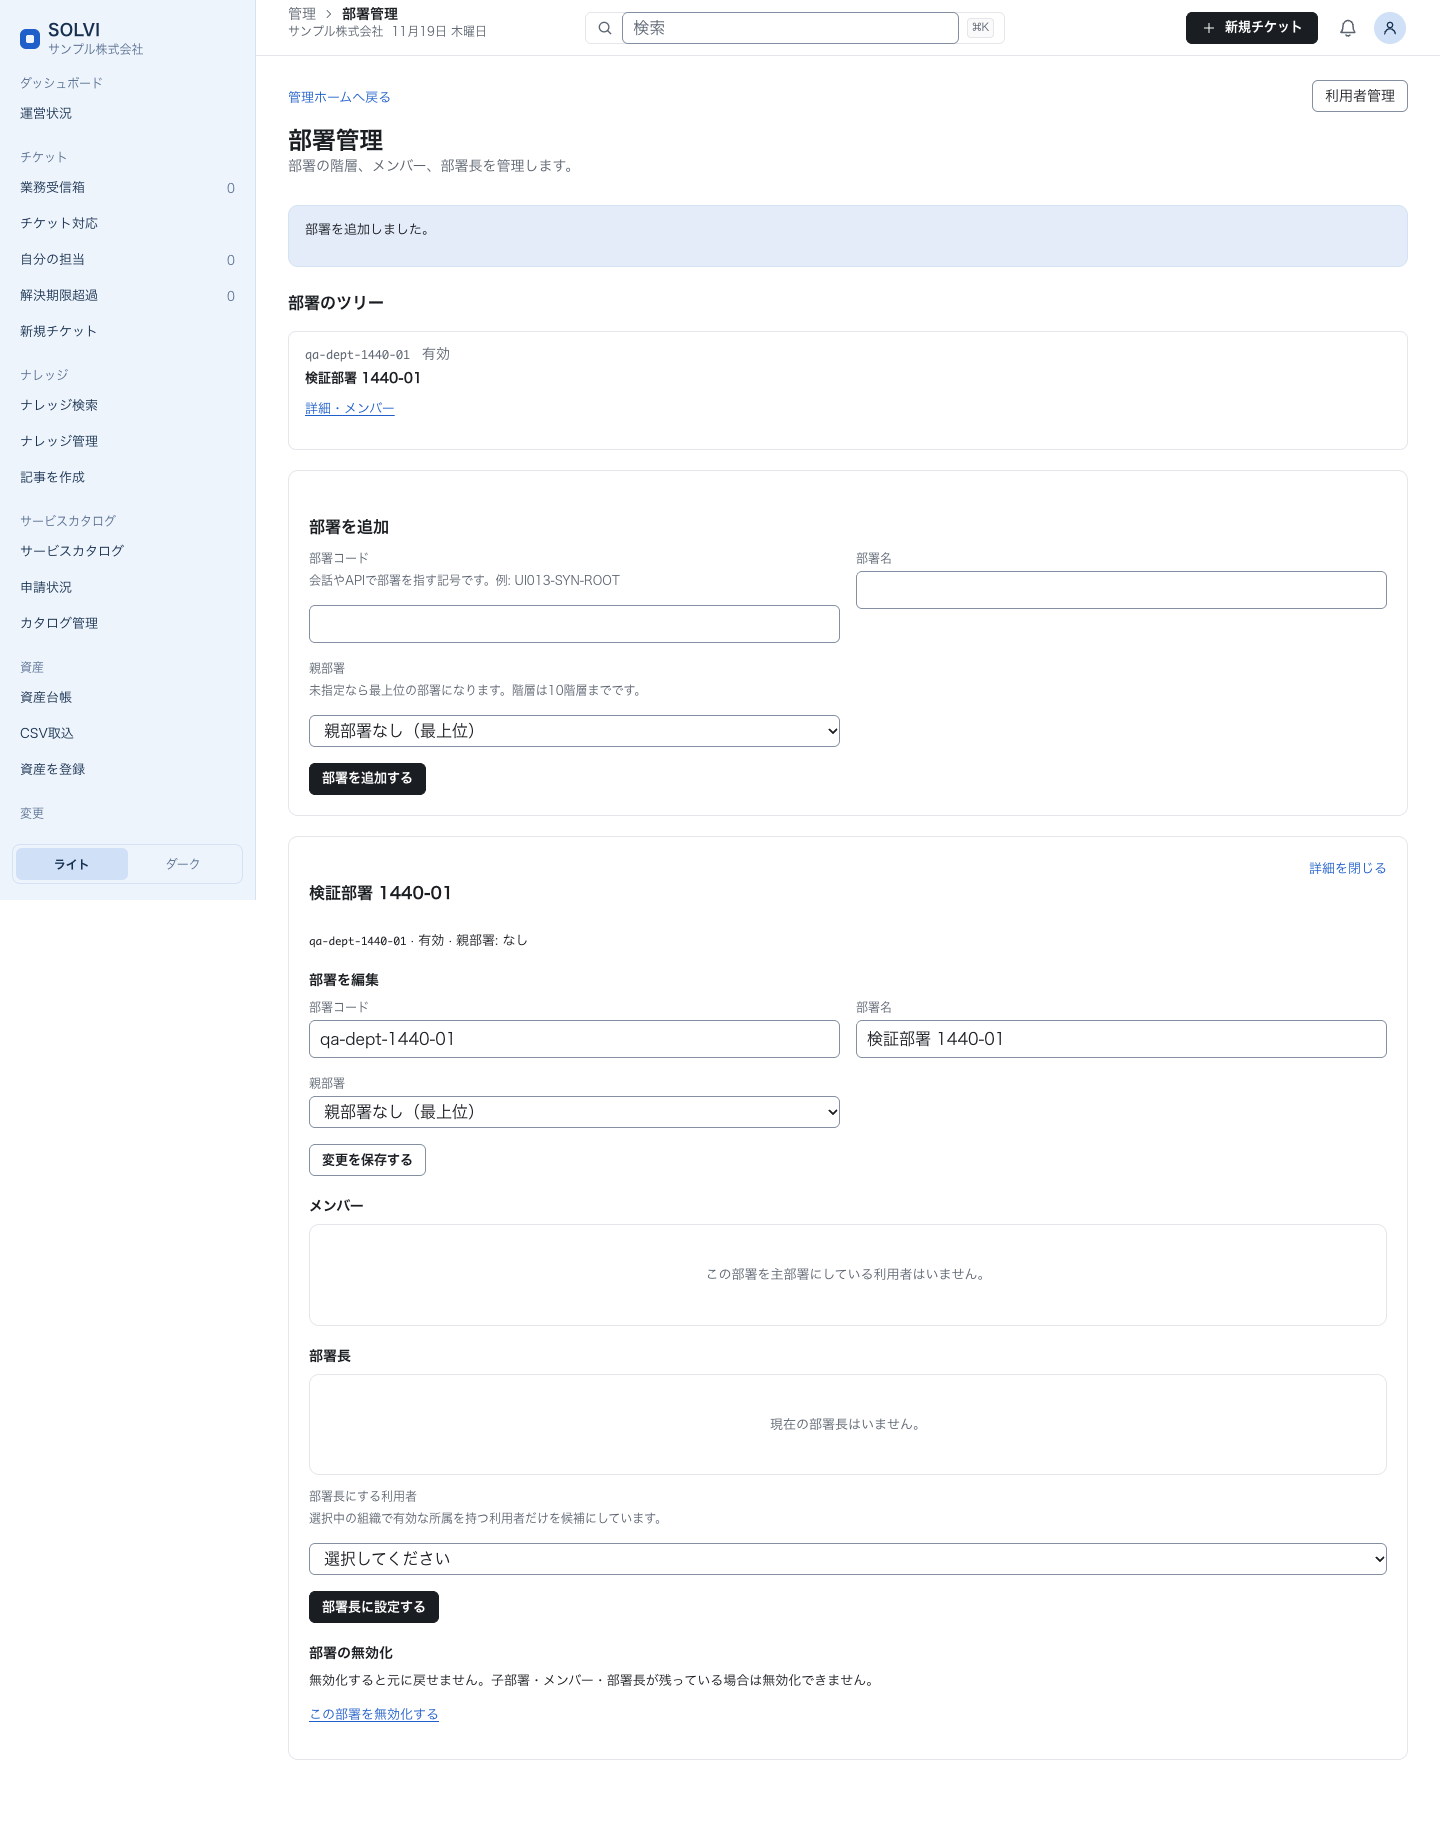 SOLVI
サンプル株式会社
ダッシュボード
運営状況
チケット
業務受信箱 0
チケット対応
自分の担当 0
解決期限超過 0
新規チケット
ナレッジ
ナレッジ検索
ナレッジ管理
記事を作成
サービスカタログ
サービスカタログ
申請状況
カタログ管理
資産
資産台帳
CSV取込
資産を登録
変更
ライト ダーク
管理 > 部署管理
サンプル株式会社 11月19日 木曜日
検索 ⌘K
+ 新規チケット
管理ホームへ戻る
利用者管理
部署管理
部署の階層、メンバー、部署長を管理します。
部署を追加しました。
部署のツリー
qa-dept-1440-01 有効
検証部署 1440-01
詳細・メンバー
部署を追加
部署コード
会話やAPIで部署を指す記号です。例: UI013-SYN-ROOT
部署名
親部署
未指定なら最上位の部署になります。階層は10階層までです。
親部署なし（最上位）
部署を追加する
詳細を閉じる
検証部署 1440-01
qa-dept-1440-01 · 有効 · 親部署: なし
部署を編集
部署コード
qa-dept-1440-01
部署名
検証部署 1440-01
親部署
親部署なし（最上位）
変更を保存する
メンバー
この部署を主部署にしている利用者はいません。
部署長
現在の部署長はいません。
部署長にする利用者
選択中の組織で有効な所属を持つ利用者だけを候補にしています。
選択してください
部署長に設定する
部署の無効化
無効化すると元に戻せません。子部署・メンバー・部署長が残っている場合は無効化できません。
この部署を無効化する